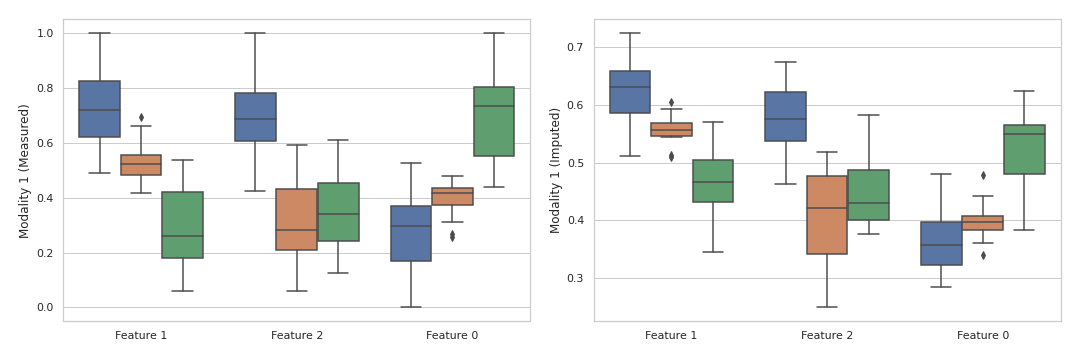 Modality 1 (Measured)
1.0
0.8
0.6
0.4
0.2
0.0
Feature 1
Feature 2
Feature 0
Modality 1 (Imputed)
0.7
0.6
0.5
0.4
0.3
Feature 1
Feature 2
Feature 0